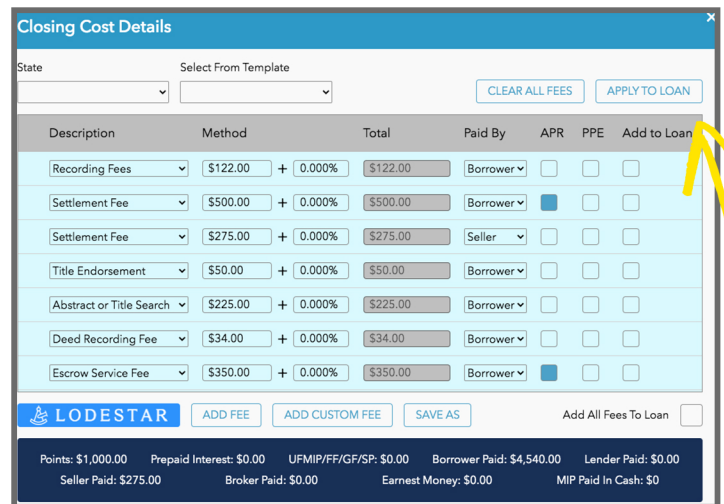 Closing Cost Details ×
State Select From Template
CLEAR ALL FEES APPLY TO LOAN
Description Method Total Paid By APR PPE Add to Loan
Recording Fees $122.00 + 0.000% $122.00 Borrower
Settlement Fee $500.00 + 0.000% $500.00 Borrower
Settlement Fee $275.00 + 0.000% $275.00 Seller
Title Endorsement $50.00 + 0.000% $50.00 Borrower
Abstract or Title Search $225.00 + 0.000% $225.00 Borrower
Deed Recording Fee $34.00 + 0.000% $34.00 Borrower
Escrow Service Fee $350.00 + 0.000% $350.00 Borrower
LODESTAR ADD FEE ADD CUSTOM FEE SAVE AS Add All Fees To Loan
Points: $1,000.00 Prepaid Interest: $0.00 UFMIP/FF/GF/SP: $0.00 Borrower Paid: $4,540.00 Lender Paid: $0.00
Seller Paid: $275.00 Broker Paid: $0.00 Earnest Money: $0.00 MIP Paid In Cash: $0